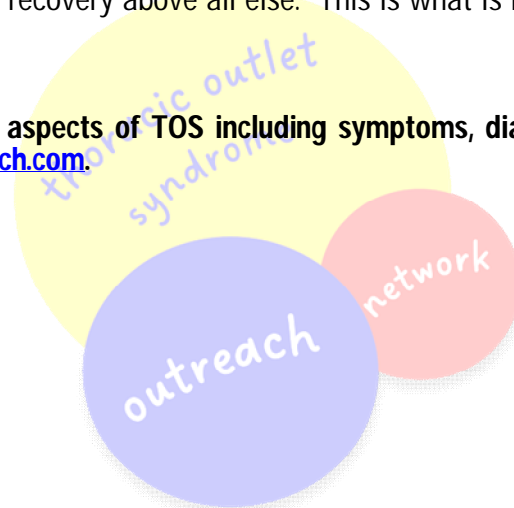 recovery above all else. This is what is
thoracic outlet
syndrome
aspects of TOS including symptoms,
ch.com.
network
outreach